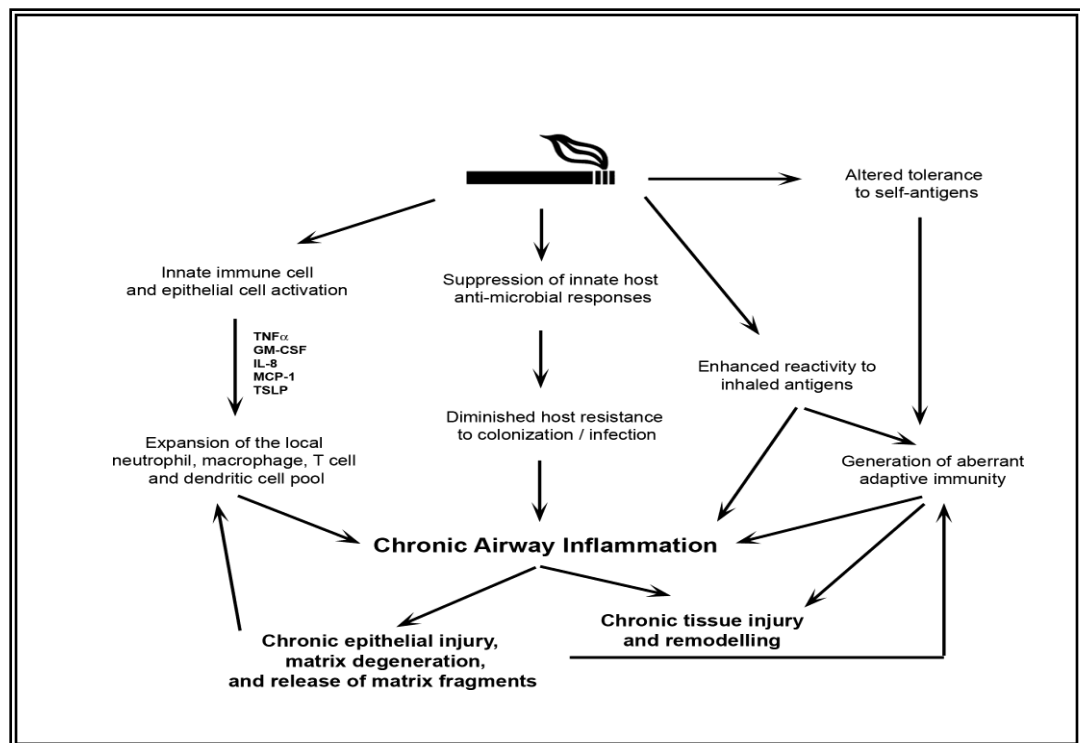 Altered tolerance
to self-antigens
Innate immune cell
and epithelial cell activation
Suppression of innate host
anti-microbial responses
TNFα
GM-CSF
IL-8
MCP-1
TSLP
Enhanced reactivity to
inhaled antigens
Diminished host resistance
to colonization / infection
Expansion of the local
neutrophil, macrophage, T cell
and dendritic cell pool
Generation of aberrant
adaptive immunity
Chronic Airway Inflammation
Chronic tissue injury
and remodelling
Chronic epithelial injury,
matrix degeneration,
and release of matrix fragments